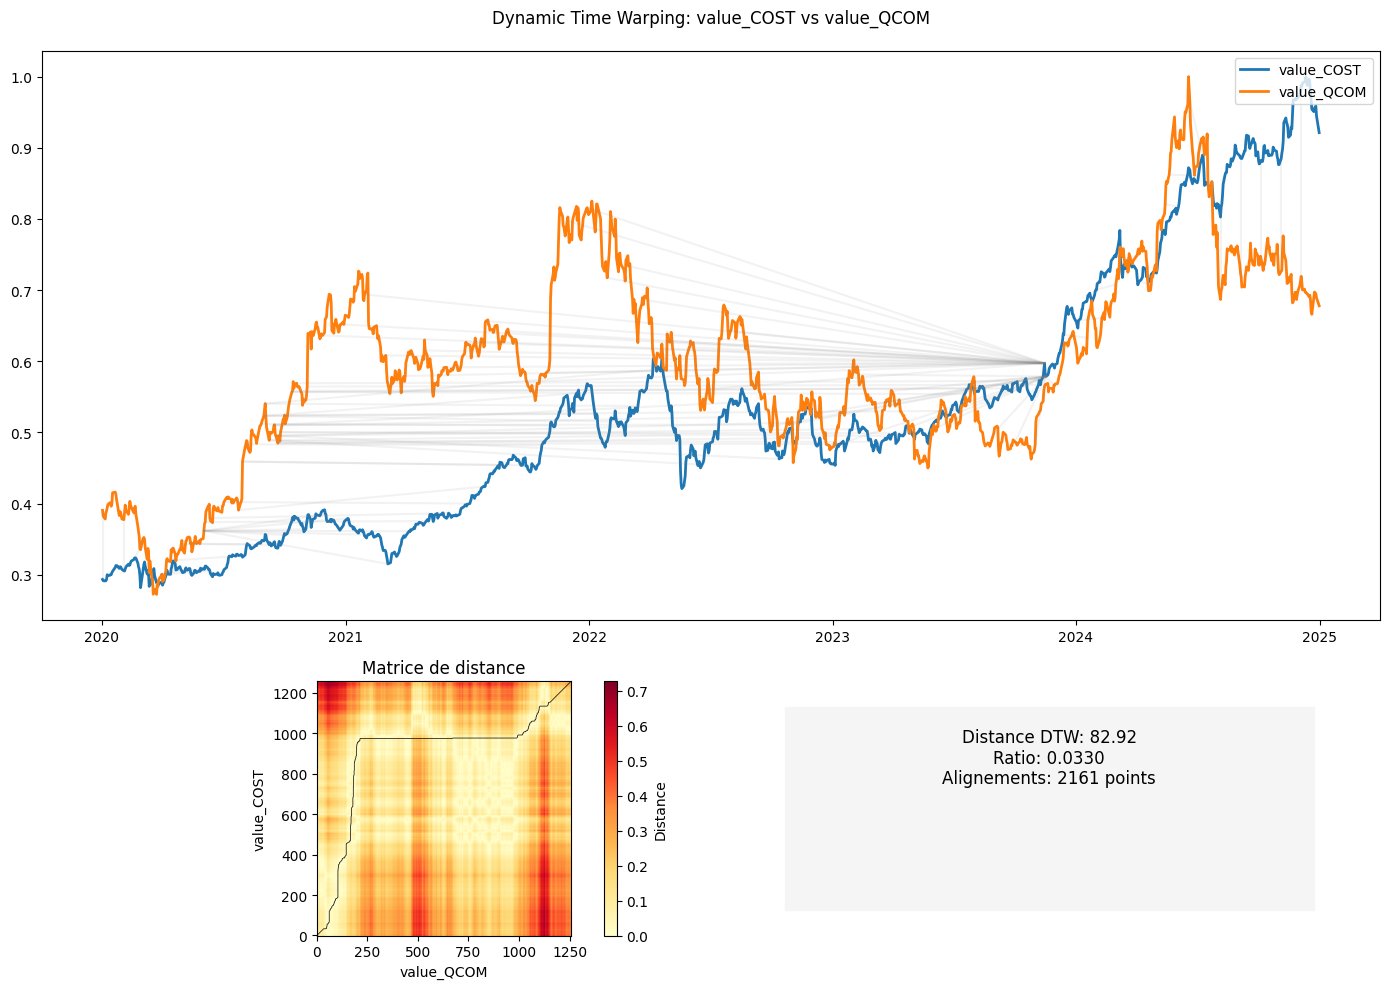 Dynamic Time Warping: value_COST vs value_QCOM
value_COST
value_QCOM
1.0
0.9
0.8
0.7
0.6
0.5
0.4
0.3
2020 2021 2022 2023 2024 2025
Matrice de distance
1200
1000
800
600
400
200
0
value_COST
0 250 500 750 1000 1250
value_QCOM
0.7
0.6
0.5
0.4
0.3
0.2
0.1
0.0
Distance
Distance DTW: 82.92
Ratio: 0.0330
Alignements: 2161 points